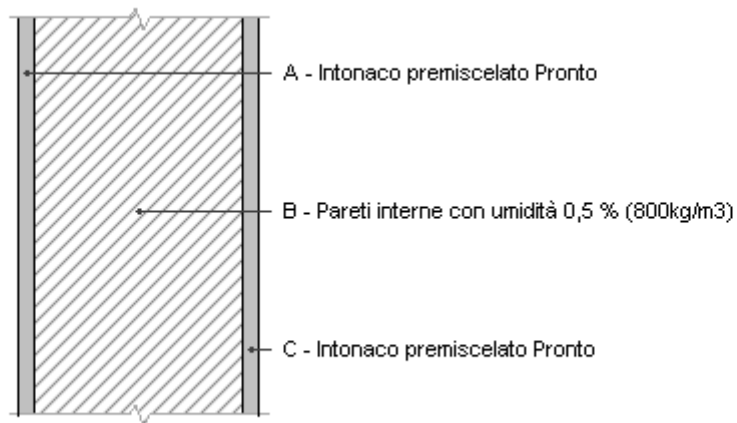 A - Intonaco premiscelato Pronto
B - Pareti interne con umidità 0,5 % (800kg/m3)
C - Intonaco premiscelato Pronto